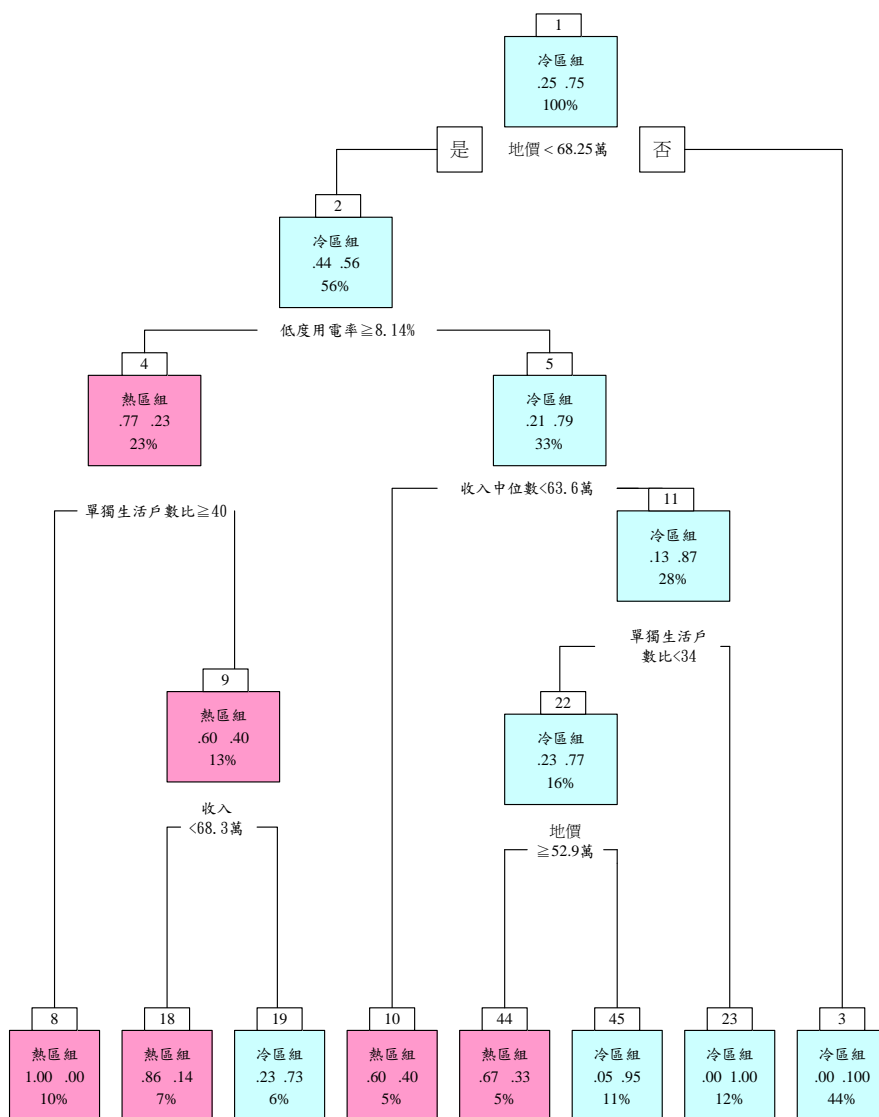 1
冷區組
.25 .75
100%
是
地價 < 68.25萬
否
2
冷區組
.44 .56
56%
低度用電率≧8.14%
4
熱區組
.77 .23
23%
5
冷區組
.21 .79
33%
收入中位數<63.6萬
單獨生活戶數比≧40
11
冷區組
.13 .87
28%
單獨生活戶
數比<34
9
熱區組
.60 .40
13%
22
冷區組
.23 .77
16%
收入
<68.3萬
地價
≧52.9萬
8
熱區組
1.00 .00
10%
18
熱區組
.86 .14
7%
19
冷區組
.23 .73
6%
10
熱區組
.60 .40
5%
44
熱區組
.67 .33
5%
45
冷區組
.05 .95
11%
23
冷區組
.00 1.00
12%
3
冷區組
.00 .100
44%